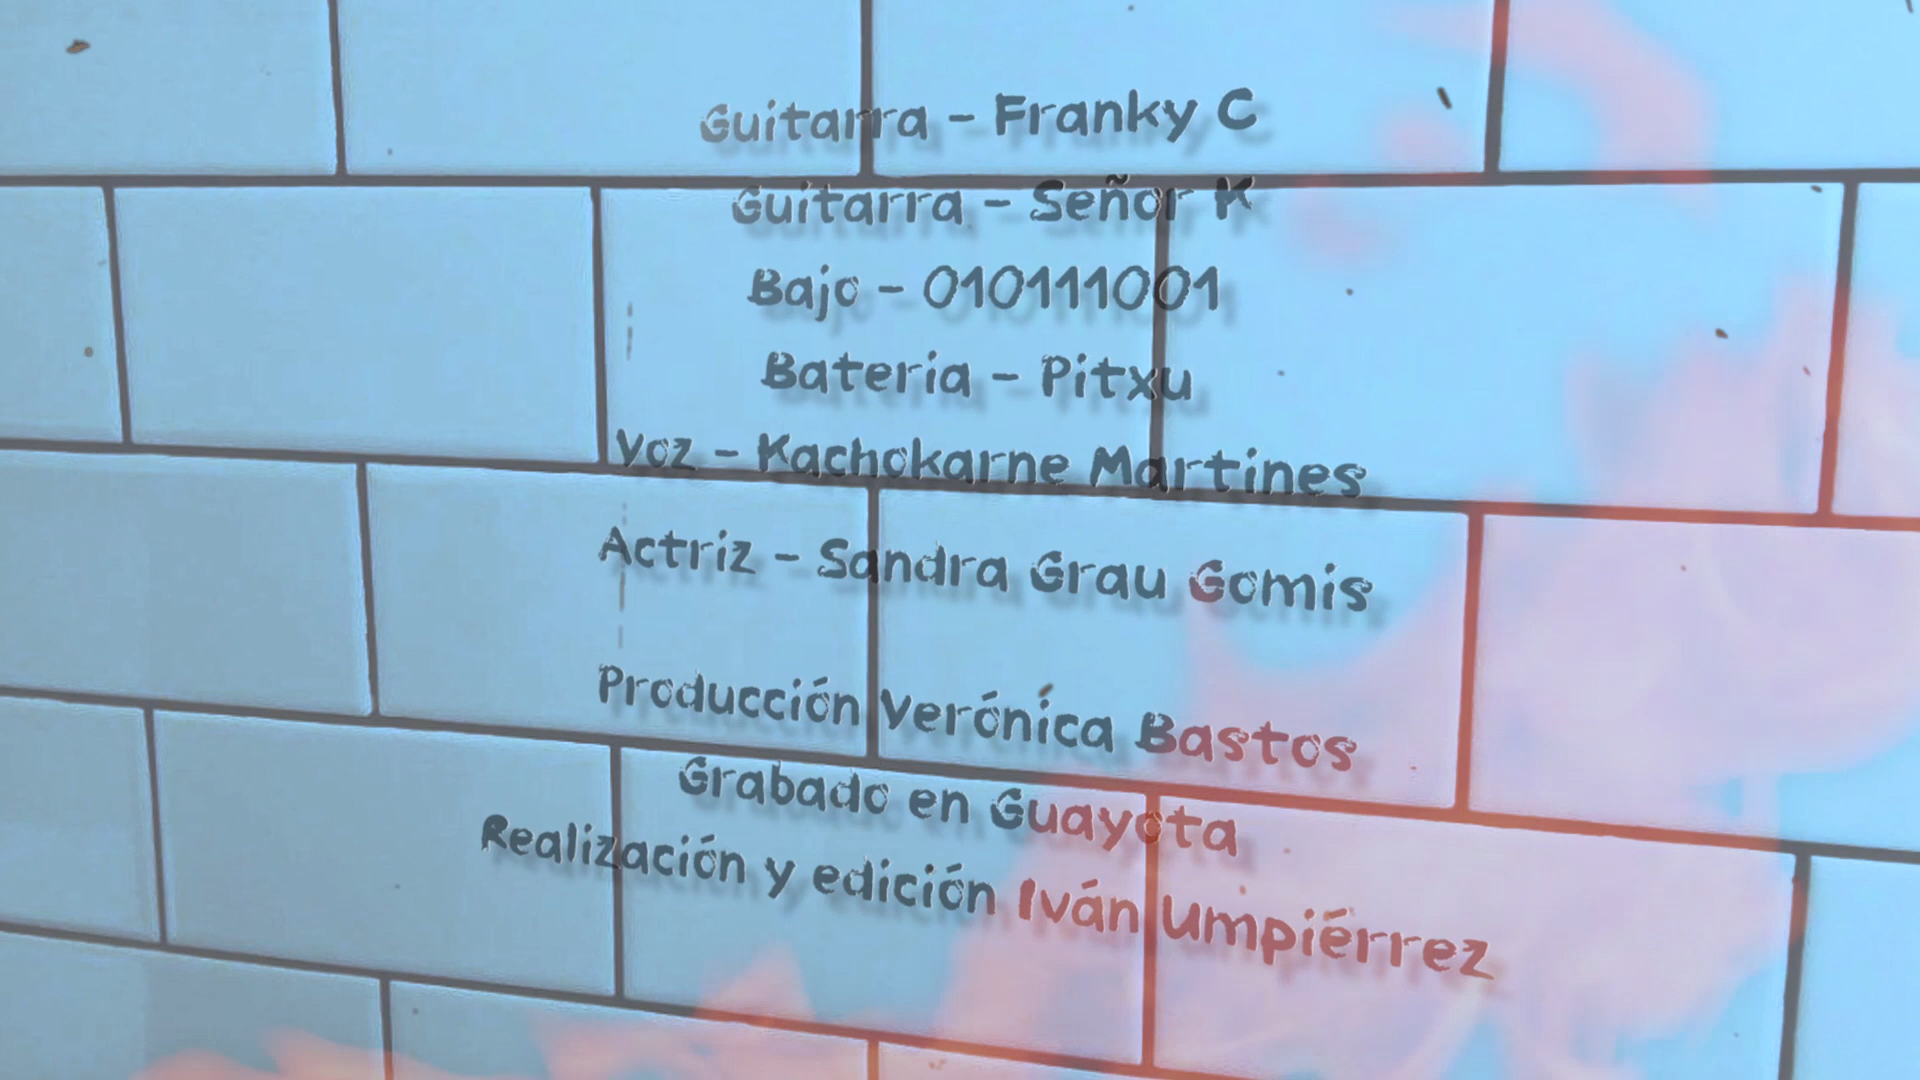 Guitarra - Franky C
Guitarra - Señor K
Bajo - 010111001
Bateria - Pitxu
Voz - Kachokarne Martines
Actriz - Sandra Grau Gomis
Producción Verónica Bastos
Grabado en Guayota
Realización y edición Iván Umpiérrez